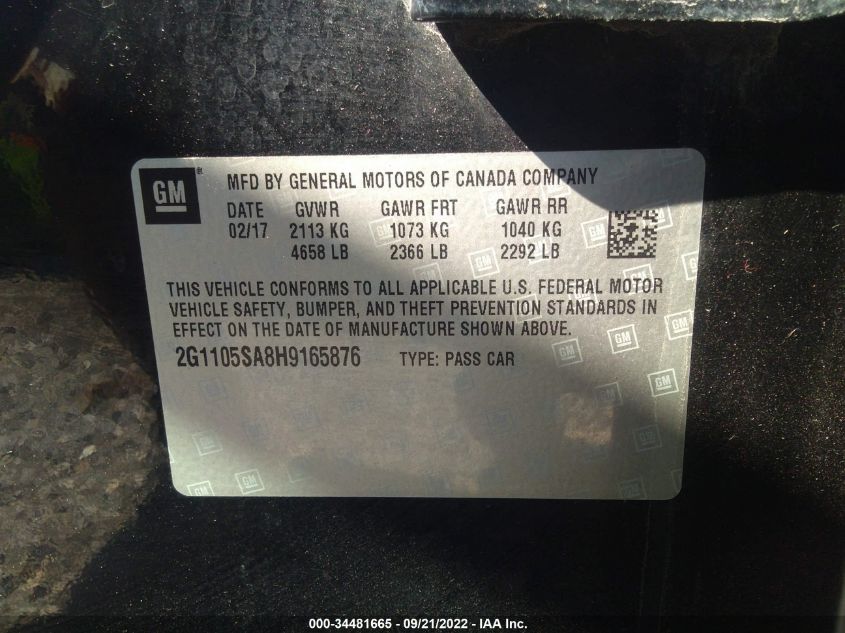 GM
MFD BY GENERAL MOTORS OF CANADA COMPANY
DATE GVWR GAWR FRT GAWR RR
02/17 2113 KG 1073 KG 1040 KG
4658 LB 2366 LB 2292 LB
THIS VEHICLE CONFORMS TO ALL APPLICABLE U.S. FEDERAL MOTOR
VEHICLE SAFETY, BUMPER, AND THEFT PREVENTION STANDARDS IN
EFFECT ON THE DATE OF MANUFACTURE SHOWN ABOVE.
2G1105SA8H9165876 TYPE: PASS CAR
000-34481665 - 09/21/2022 - IAA Inc.